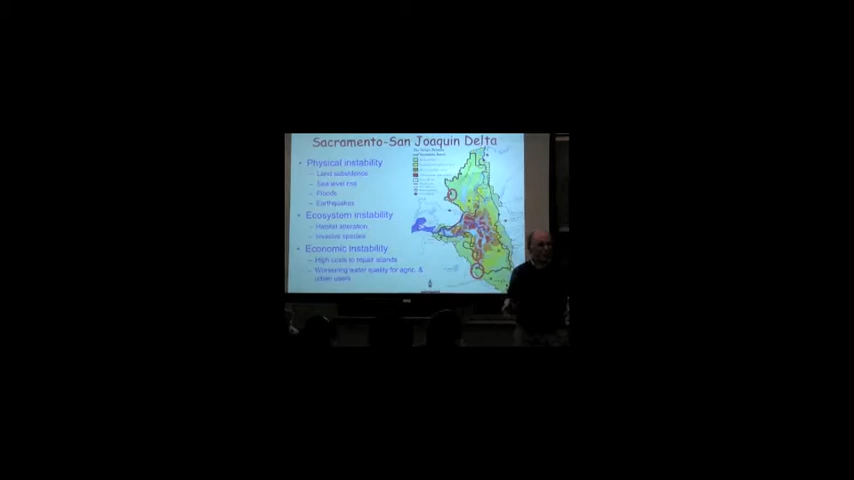 Sacramento-San Joaquin Delta
• Physical instability
– Land subsidence
– Sea level rise
– Floods
– Earthquakes
• Ecosystem instability
– Habitat alteration
– Invasive species
• Economic instability
– High costs to repair islands
– Worsening water quality for agric. &
urban users